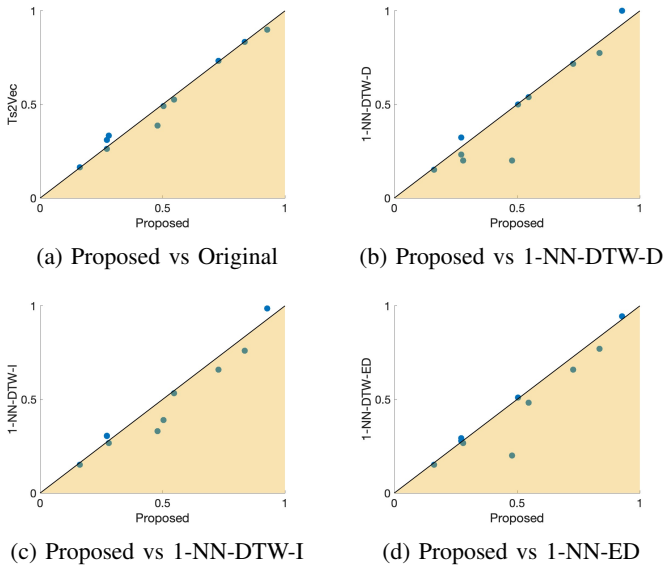 1
0.5
0
Ts2Vec
0
0.5
1
Proposed
(a) Proposed vs Original
1
0.5
0
1-NN-DTW-D
0
0.5
1
Proposed
(b) Proposed vs 1-NN-DTW-D
1
0.5
0
1-NN-DTW-I
0
0.5
1
Proposed
(c) Proposed vs 1-NN-DTW-I
1
0.5
0
1-NN-DTW-ED
0
0.5
1
Proposed
(d) Proposed vs 1-NN-ED